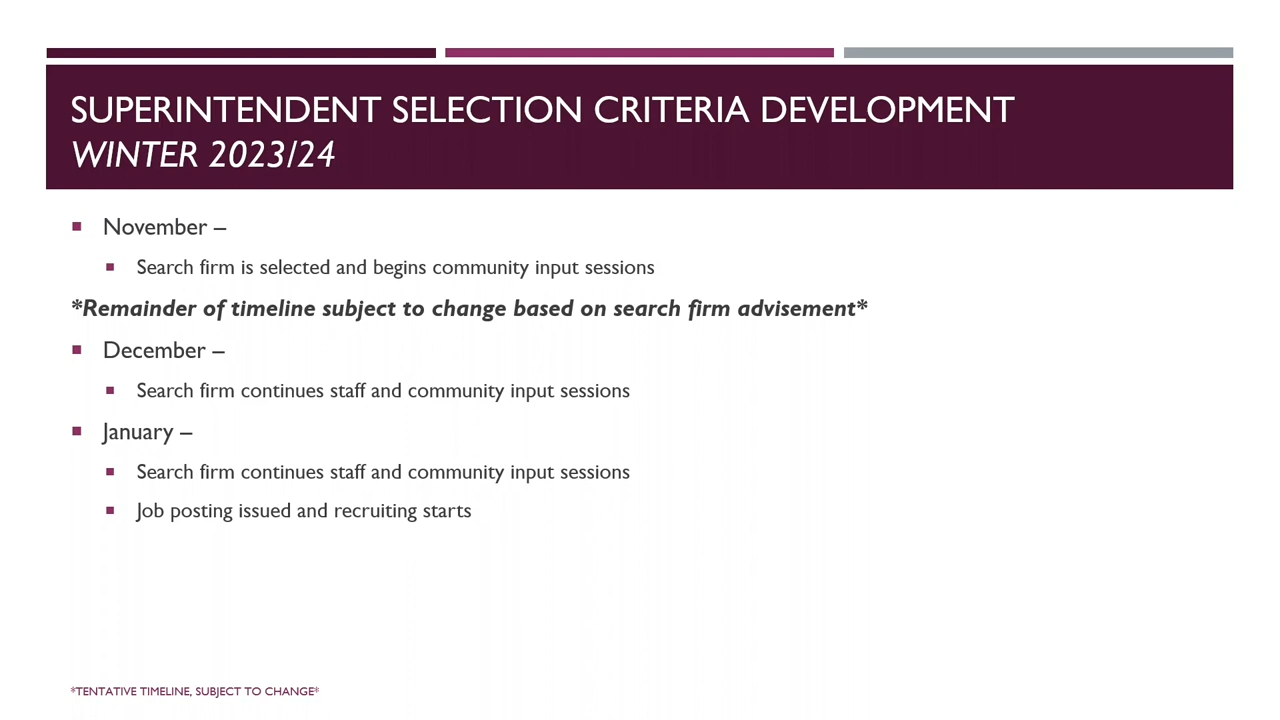 SUPERINTENDENT SELECTION CRITERIA DEVELOPMENT
WINTER 2023/24
November –
Search firm is selected and begins community input sessions
*Remainder of timeline subject to change based on search firm advisement*
December –
Search firm continues staff and community input sessions
January –
Search firm continues staff and community input sessions
Job posting issued and recruiting starts
*TENTATIVE TIMELINE, SUBJECT TO CHANGE*